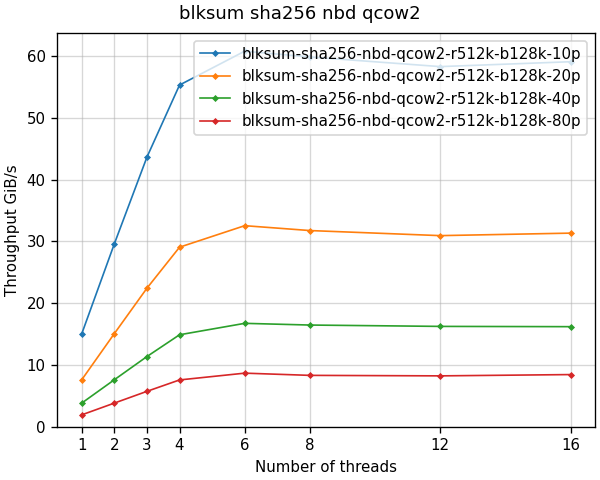 blksum sha256 nbd qcow2
blksum-sha256-nbd-qcow2-r512k-b128k-10p
blksum-sha256-nbd-qcow2-r512k-b128k-20p
blksum-sha256-nbd-qcow2-r512k-b128k-40p
blksum-sha256-nbd-qcow2-r512k-b128k-80p
Throughput GiB/s
60
50
40
30
20
10
0
1 2 3 4 6 8 12 16
Number of threads